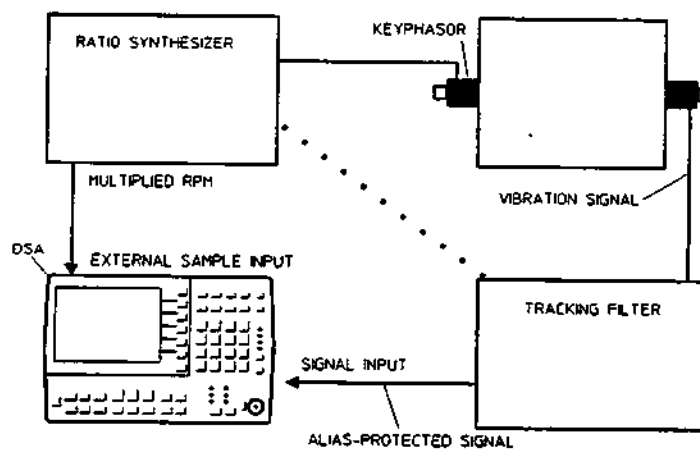 RATIO SYNTHESIZER
KEYPHASOR
MULTIPLIED RPM
VIBRATION SIGNAL
DSA
EXTERNAL SAMPLE INPUT
TRACKING FILTER
SIGNAL INPUT
ALIAS-PROTECTED SIGNAL